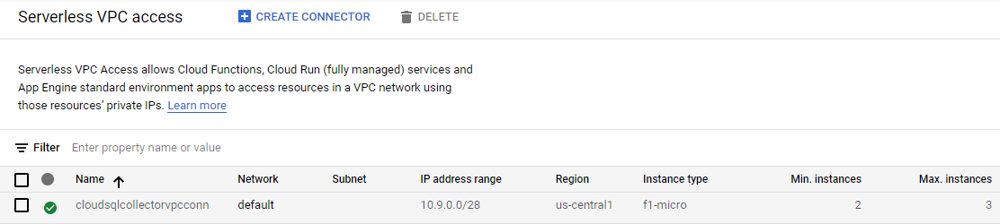 Serverless VPC access CREATE CONNECTOR DELETE
Serverless VPC Access allows Cloud Functions, Cloud Run (fully managed) services and
App Engine standard environment apps to access resources in a VPC network using
those resources’ private IPs. Learn more
Filter Enter property name or value
Name Network Subnet IP address range Region Instance type Min. instances Max. instances
cloudsqlcollectorvpcconn default 10.9.0.0/28 us-central1 f1-micro 2 3